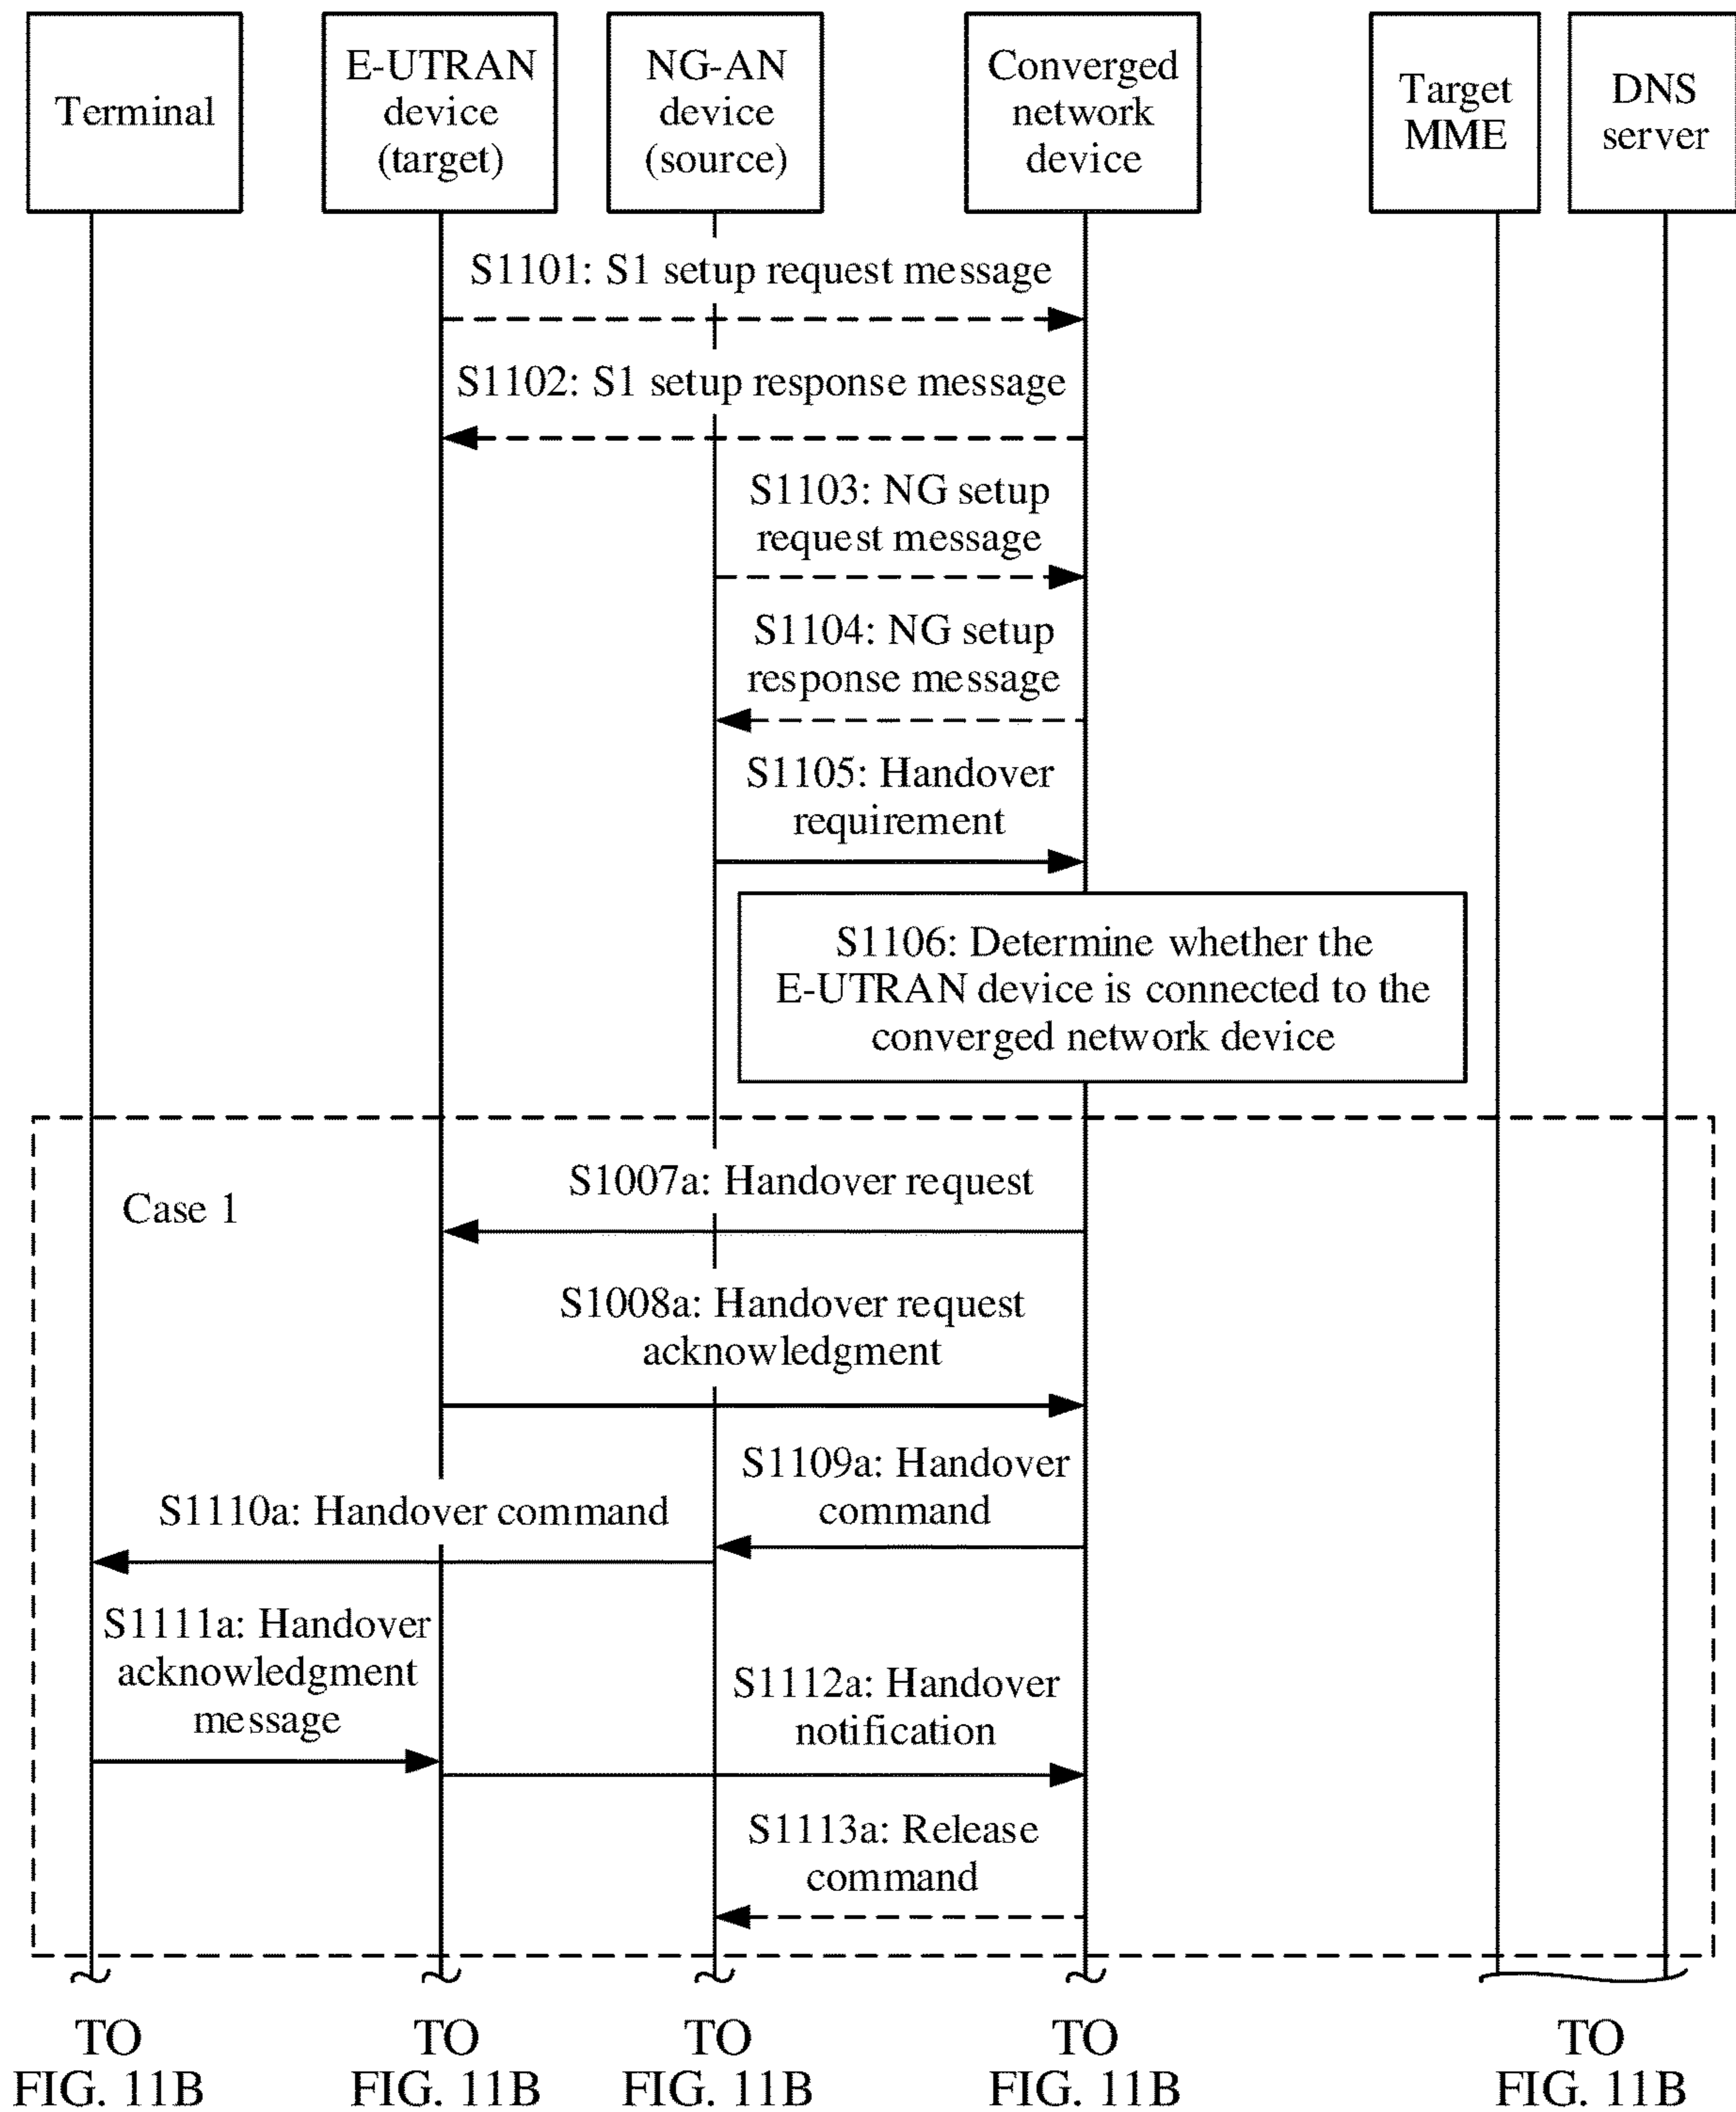 Terminal
E-UTRAN
device
(target)
NG-AN
device
(source)
Converged
network
device
Target
MME
DNS
server
S1101: S1 setup request message
S1102: S1 setup response message
S1103: NG setup
request message
S1104: NG setup
response message
S1105: Handover
requirement
S1106: Determine whether the
E-UTRAN device is connected to the
converged network device
Case 1
S1007a: Handover request
S1008a: Handover request
acknowledgment
S1109a: Handover
command
S1110a: Handover command
S1111a: Handover
acknowledgment
message
S1112a: Handover
notification
S1113a: Release
command
TO
FIG. 11B
TO
FIG. 11B
TO
FIG. 11B
TO
FIG. 11B
TO
FIG. 11B